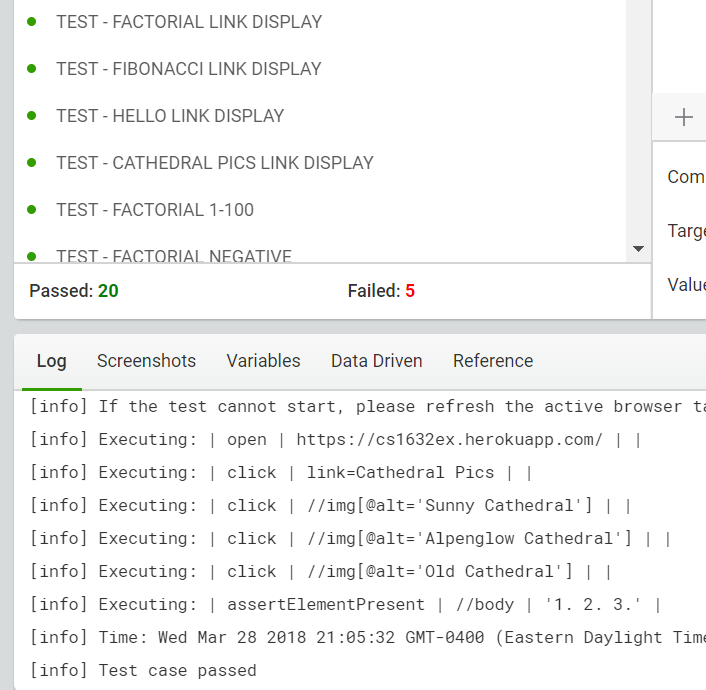 TEST - FACTORIAL LINK DISPLAY
TEST - FIBONACCI LINK DISPLAY
TEST - HELLO LINK DISPLAY
TEST - CATHEDRAL PICS LINK DISPLAY
TEST - FACTORIAL 1-100
TEST - FACTORIAL NEGATIVE
Passed: 20 Failed: 5
+
Com
Targe
Value
Log Screenshots Variables Data Driven Reference
[info] If the test cannot start, please refresh the active browser ta
[info] Executing: | open | https://cs1632ex.herokuapp.com/ | |
[info] Executing: | click | link=Cathedral Pics | |
[info] Executing: | click | //img[@alt='Sunny Cathedral'] | |
[info] Executing: | click | //img[@alt='Alpenglow Cathedral'] | |
[info] Executing: | click | //img[@alt='Old Cathedral'] | |
[info] Executing: | assertElementPresent | //body | '1. 2. 3.' |
[info] Time: Wed Mar 28 2018 21:05:32 GMT-0400 (Eastern Daylight Time
[info] Test case passed